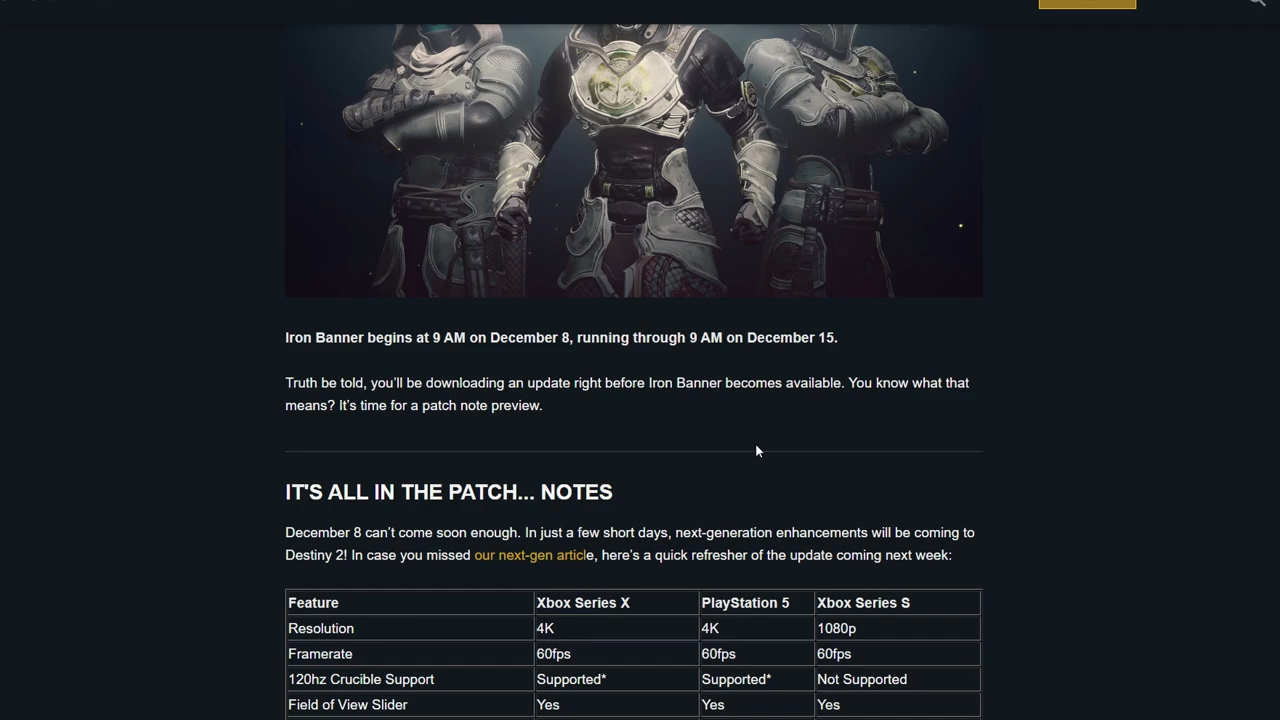 Iron Banner begins at 9 AM on December 8, running through 9 AM on December 15.
Truth be told, you’ll be downloading an update right before Iron Banner becomes available. You know what that
means? It’s time for a patch note preview.
IT'S ALL IN THE PATCH... NOTES
December 8 can’t come soon enough. In just a few short days, next-generation enhancements will be coming to
Destiny 2! In case you missed our next-gen article, here’s a quick refresher of the update coming next week:
Feature Xbox Series X PlayStation 5 Xbox Series S
Resolution 4K 4K 1080p
Framerate 60fps 60fps 60fps
120hz Crucible Support Supported* Supported* Not Supported
Field of View Slider Yes Yes Yes